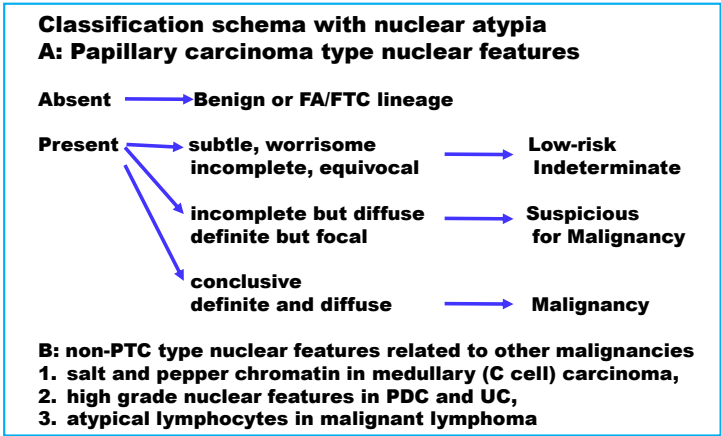 Classification schema with nuclear atypia
A: Papillary carcinoma type nuclear features
Absent Benign or FA/FTC lineage
Present subtle, worrisome Low-risk
incomplete, equivocal Indeterminate
incomplete but diffuse Suspicious
definite but focal for Malignancy
conclusive
definite and diffuse Malignancy
B: non-PTC type nuclear features related to other malignancies
1. salt and pepper chromatin in medullary (C cell) carcinoma,
2. high grade nuclear features in PDC and UC,
3. atypical lymphocytes in malignant lymphoma